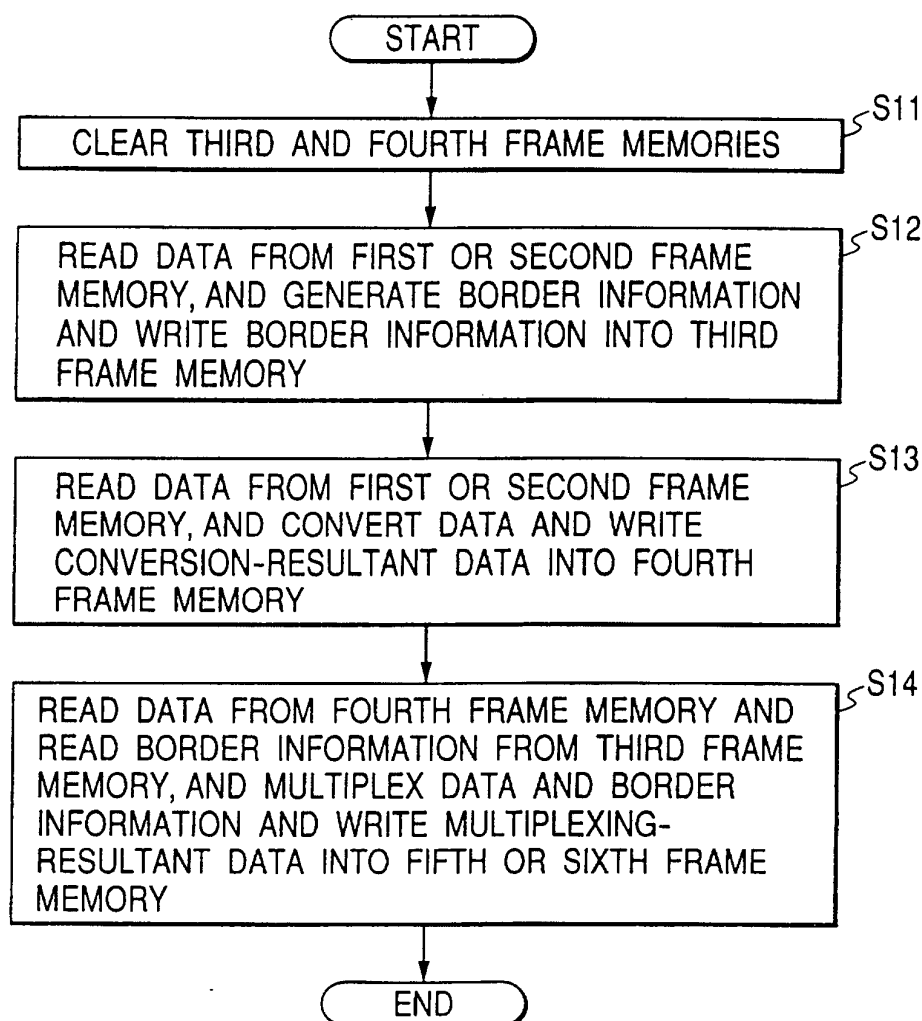 START
S11
CLEAR THIRD AND FOURTH FRAME MEMORIES
S12
READ DATA FROM FIRST OR SECOND FRAME
MEMORY, AND GENERATE BORDER INFORMATION
AND WRITE BORDER INFORMATION INTO THIRD
FRAME MEMORY
S13
READ DATA FROM FIRST OR SECOND FRAME
MEMORY, AND CONVERT DATA AND WRITE
CONVERSION-RESULTANT DATA INTO FOURTH
FRAME MEMORY
S14
READ DATA FROM FOURTH FRAME MEMORY AND
READ BORDER INFORMATION FROM THIRD FRAME
MEMORY, AND MULTIPLEX DATA AND BORDER
INFORMATION AND WRITE MULTIPLEXING-
RESULTANT DATA INTO FIFTH OR SIXTH FRAME
MEMORY
END